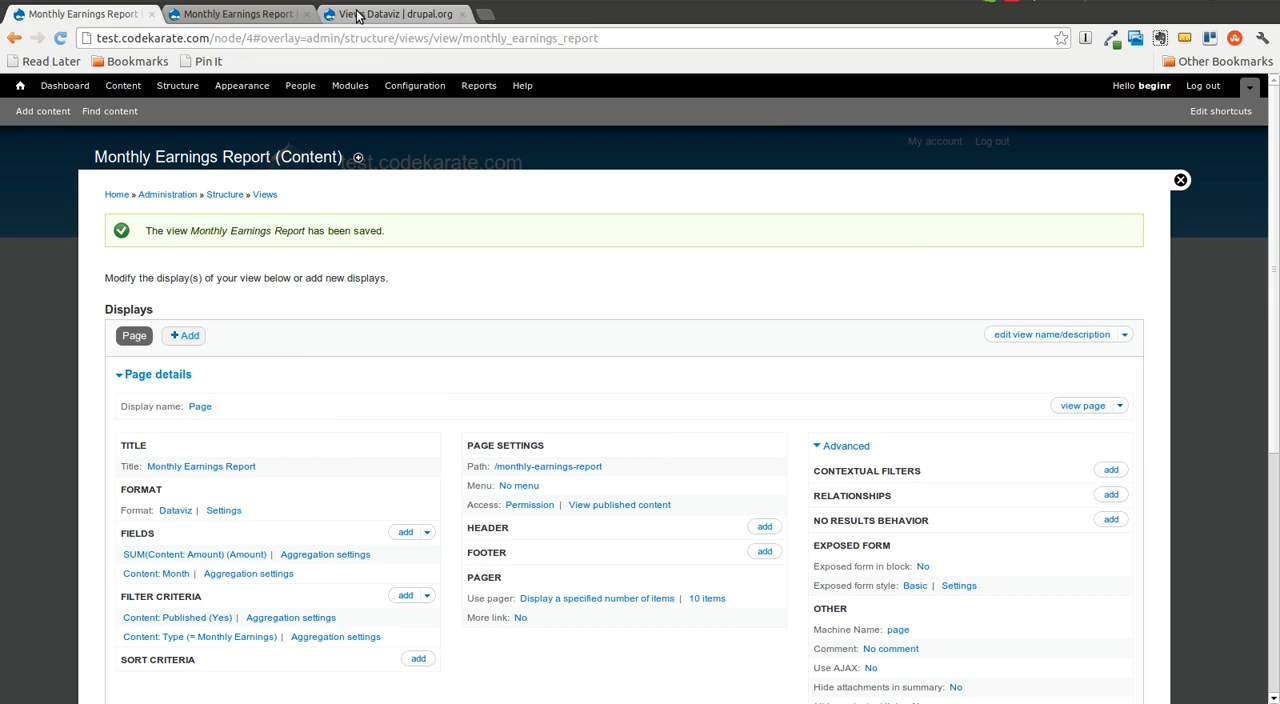 Monthly Earnings Report
Monthly Earnings Report
Views Dataviz | drupal.org
test.codekarate.com/node/4#overlay=admin/structure/views/view/monthly_earnings_report
Read Later Bookmarks Pin It Other Bookmarks
Dashboard Content Structure Appearance People Modules Configuration Reports Help Hello beginr Log out
Add content Find content Edit shortcuts
My account Log out
Monthly Earnings Report (Content)
test.codekarate.com
Home » Administration » Structure » Views
The view Monthly Earnings Report has been saved.
Modify the display(s) of your view below or add new displays.
Displays
Page + Add edit view name/description
Page details
Display name: Page view page
TITLE
Title: Monthly Earnings Report
FORMAT
Format: Dataviz | Settings
FIELDS add
SUM(Content: Amount) (Amount) | Aggregation settings
Content: Month | Aggregation settings
FILTER CRITERIA add
Content: Published (Yes) | Aggregation settings
Content: Type (= Monthly Earnings) | Aggregation settings
SORT CRITERIA add
PAGE SETTINGS
Path: /monthly-earnings-report
Menu: No menu
Access: Permission | View published content
HEADER add
FOOTER add
PAGER
Use pager: Display a specified number of items | 10 items
More link: No
Advanced
CONTEXTUAL FILTERS add
RELATIONSHIPS add
NO RESULTS BEHAVIOR add
EXPOSED FORM
Exposed form in block: No
Exposed form style: Basic | Settings
OTHER
Machine Name: page
Comment: No comment
Use AJAX: No
Hide attachments in summary: No